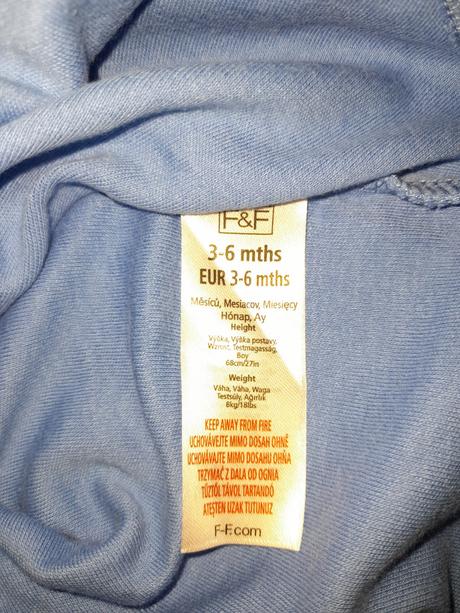 F&F
3-6 mths
EUR 3-6 mths
Měsíců, Mesiacov, Miesięcy
Hónap, Ay
Height
Výška, Výška postavy,
Wzrost, Testmagasság,
Boy
68cm/27in
Weight
Váha, Váha, Waga
Testsúly, Ağırlık
8kg/18lbs
KEEP AWAY FROM FIRE
UCHOVÁVEJTE MIMO DOSAH OHNĚ
UCHOVÁVAJTE MIMO DOSAHU OHŇA
TRZYMAĆ Z DALA OD OGNIA
TŰZTŐL TÁVOL TARTANDÓ
ATEŞTEN UZAK TUTUNUZ
F-F.com